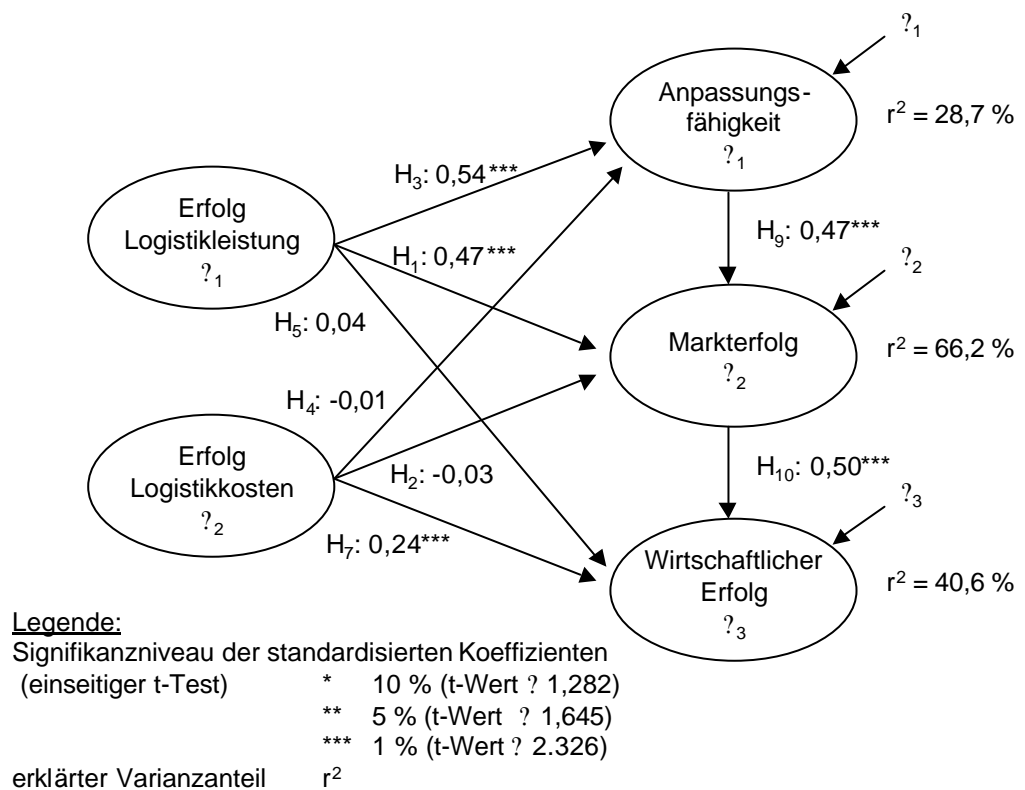 ?₁
Anpassungs-
fähigkeit
?₁
r² = 28,7 %
H₃: 0,54***
Erfolg
Logistikleistung
?₁
H₁: 0,47***
H₉: 0,47***
?₂
H₅: 0,04
Markterfolg
?₂
r² = 66,2 %
H₄: -0,01
Erfolg
Logistikkosten
?₂
H₂: -0,03
H₁₀: 0,50***
?₃
H₇: 0,24***
Wirtschaftlicher
Erfolg
?₃
r² = 40,6 %
Legende:
Signifikanzniveau der standardisierten Koeffizienten
(einseitiger t-Test) * 10 % (t-Wert ? 1,282)
** 5 % (t-Wert ? 1,645)
*** 1 % (t-Wert ? 2.326)
erklärter Varianzanteil r²